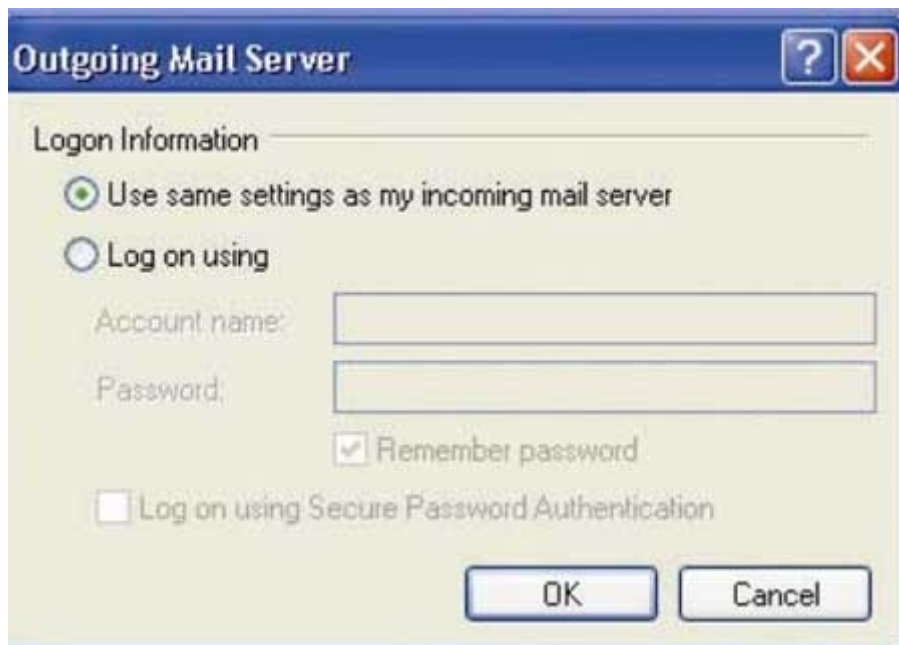 Outgoing Mail Server
Logon Information
Use same settings as my incoming mail server
Log on using
Account name:
Password:
Remember password
Log on using Secure Password Authentication
OK Cancel